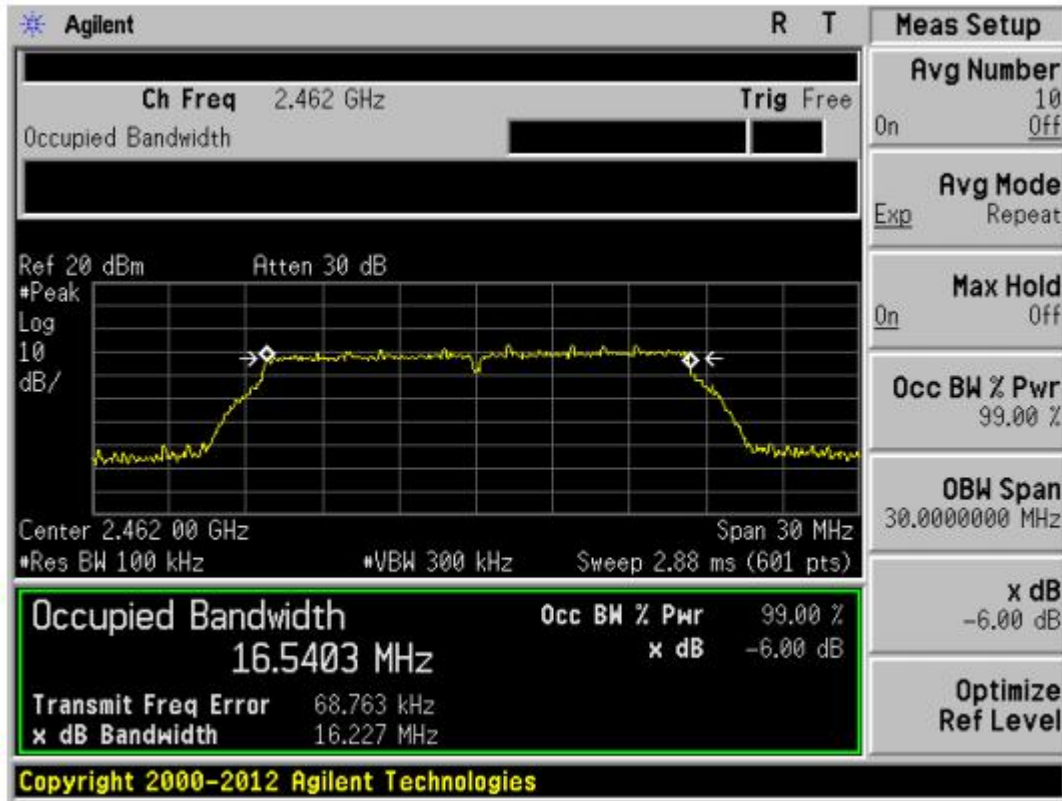 Agilent R T
Ch Freq 2.462 GHz Trig Free
Occupied Bandwidth
Ref 20 dBm Atten 30 dB
#Peak
Log
10
dB/
Center 2.462 00 GHz Span 30 MHz
#Res BW 100 kHz #VBW 300 kHz Sweep 2.88 ms (601 pts)
Occupied Bandwidth Occ BW % Pwr 99.00 %
16.5403 MHz x dB -6.00 dB
Transmit Freq Error 68.763 kHz
x dB Bandwidth 16.227 MHz
Copyright 2000-2012 Agilent Technologies
Meas Setup
Avg Number
10
On Off
Avg Mode
Exp Repeat
Max Hold
On Off
Occ BW % Pwr
99.00 %
OBW Span
30.0000000 MHz
x dB
-6.00 dB
Optimize
Ref Level